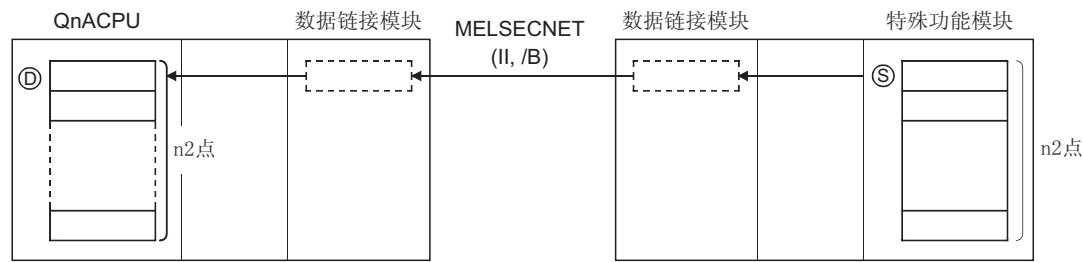 QnACPU
数据链接模块
MELSECNET
(II, /B)
数据链接模块
特殊功能模块
Ⓓ
Ⓢ
n2点
n2点